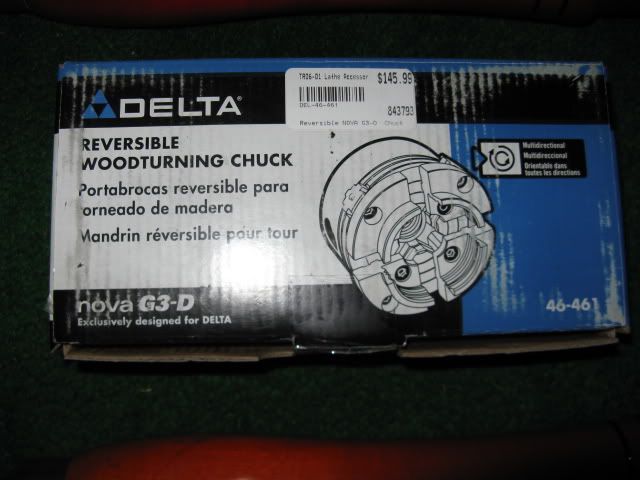 TR06-01 Lathe Accessor $145.99
DEL-46-461
843793
Reversible NOVA G3-D Chuck
DELTA
REVERSIBLE
WOODTURNING CHUCK
Portabrocas reversible para
torneado de madera
Mandrin réversible pour tour
Multidirectional
Multidireccional
Orientable dans
toutes les directions
nova G3-D
Exclusively designed for DELTA
46-461